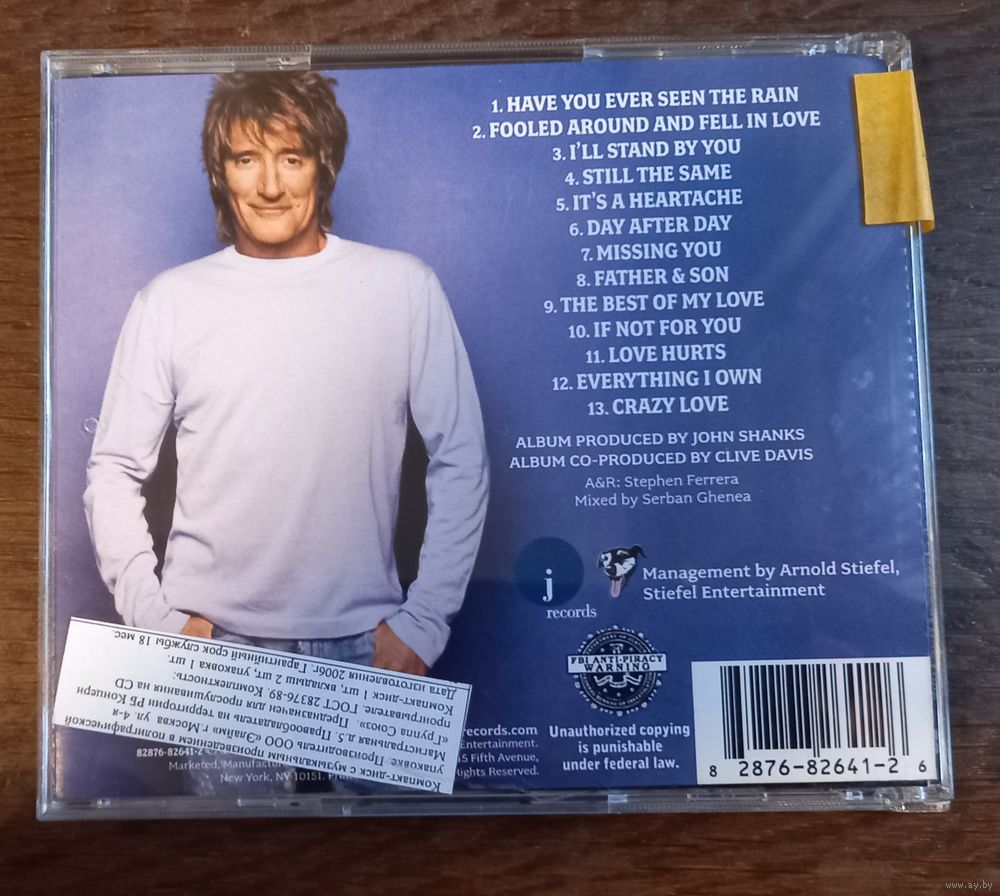 1. HAVE YOU EVER SEEN THE RAIN
2. FOOLED AROUND AND FELL IN LOVE
3. I'LL STAND BY YOU
4. STILL THE SAME
5. IT'S A HEARTACHE
6. DAY AFTER DAY
7. MISSING YOU
8. FATHER & SON
9. THE BEST OF MY LOVE
10. IF NOT FOR YOU
11. LOVE HURTS
12. EVERYTHING I OWN
13. CRAZY LOVE
ALBUM PRODUCED BY JOHN SHANKS
ALBUM CO-PRODUCED BY CLIVE DAVIS
A&R: Stephen Ferrera
Mixed by Serban Ghenea
j
records
Management by Arnold Stiefel,
Stiefel Entertainment
FBI ANTI-PIRACY
WARNING
Unauthorized copying
is punishable
under federal law.
8 2876-82641-2 6
Компакт-диск с музыкальным произведением в полиграфической
упаковке. Производитель ООО «Энайм» г.Москва ул. 4-я
Магистральная д.5. Правообладатель на территории РБ Концерн
«Группа Союз». Предназначен для прослушивания на CD
проигрывателе. ГОСТ 28376-89. Комплектность:
Компакт-диск 1 шт, вкладыш 2 шт, упаковка 1 шт.
Дата изготовления 2006г. Гарантийный срок службы 18 мес.
records.com
82876-82641-2
Entertainment.
Fifth Avenue,
Marketed,
New York, NY 10151.
Rights Reserved.
www.ay.by